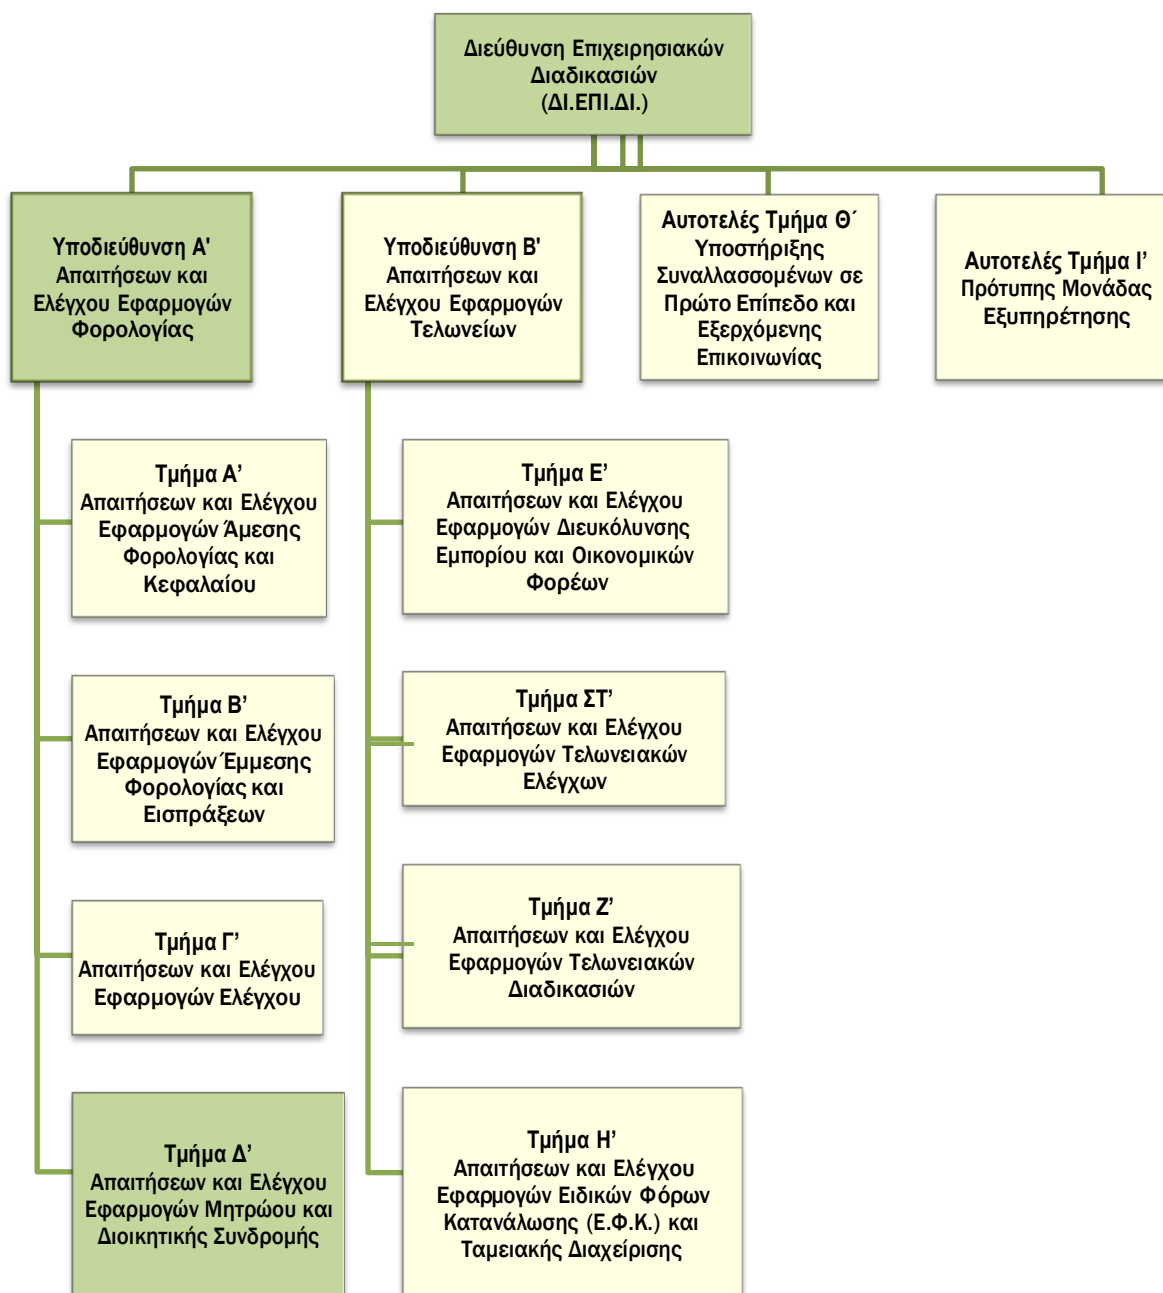 Διεύθυνση Επιχειρησιακών
Διαδικασιών
(ΔΙ.ΕΠΙ.ΔΙ.)
Υποδιεύθυνση Α'
Απαιτήσεων και
Ελέγχου Εφαρμογών
Φορολογίας
Υποδιεύθυνση Β'
Απαιτήσεων και
Ελέγχου Εφαρμογών
Τελωνείων
Αυτοτελές Τμήμα Θ΄
Υποστήριξης
Συναλλασσομένων σε
Πρώτο Επίπεδο και
Εξερχόμενης
Επικοινωνίας
Αυτοτελές Τμήμα Ι’
Πρότυπης Μονάδας
Εξυπηρέτησης
Τμήμα Α’
Απαιτήσεων και Ελέγχου
Εφαρμογών Άμεσης
Φορολογίας και
Κεφαλαίου
Τμήμα Β’
Απαιτήσεων και Ελέγχου
Εφαρμογών Έμμεσης
Φορολογίας και
Εισπράξεων
Τμήμα Γ’
Απαιτήσεων και Ελέγχου
Εφαρμογών Ελέγχου
Τμήμα Δ’
Απαιτήσεων και Ελέγχου
Εφαρμογών Μητρώου και
Διοικητικής Συνδρομής
Τμήμα Ε’
Απαιτήσεων και Ελέγχου
Εφαρμογών Διευκόλυνσης
Εμπορίου και Οικονομικών
Φορέων
Τμήμα ΣΤ’
Απαιτήσεων και Ελέγχου
Εφαρμογών Τελωνειακών
Ελέγχων
Τμήμα Ζ’
Απαιτήσεων και Ελέγχου
Εφαρμογών Τελωνειακών
Διαδικασιών
Τμήμα Η’
Απαιτήσεων και Ελέγχου
Εφαρμογών Ειδικών Φόρων
Κατανάλωσης (Ε.Φ.Κ.) και
Ταμειακής Διαχείρισης